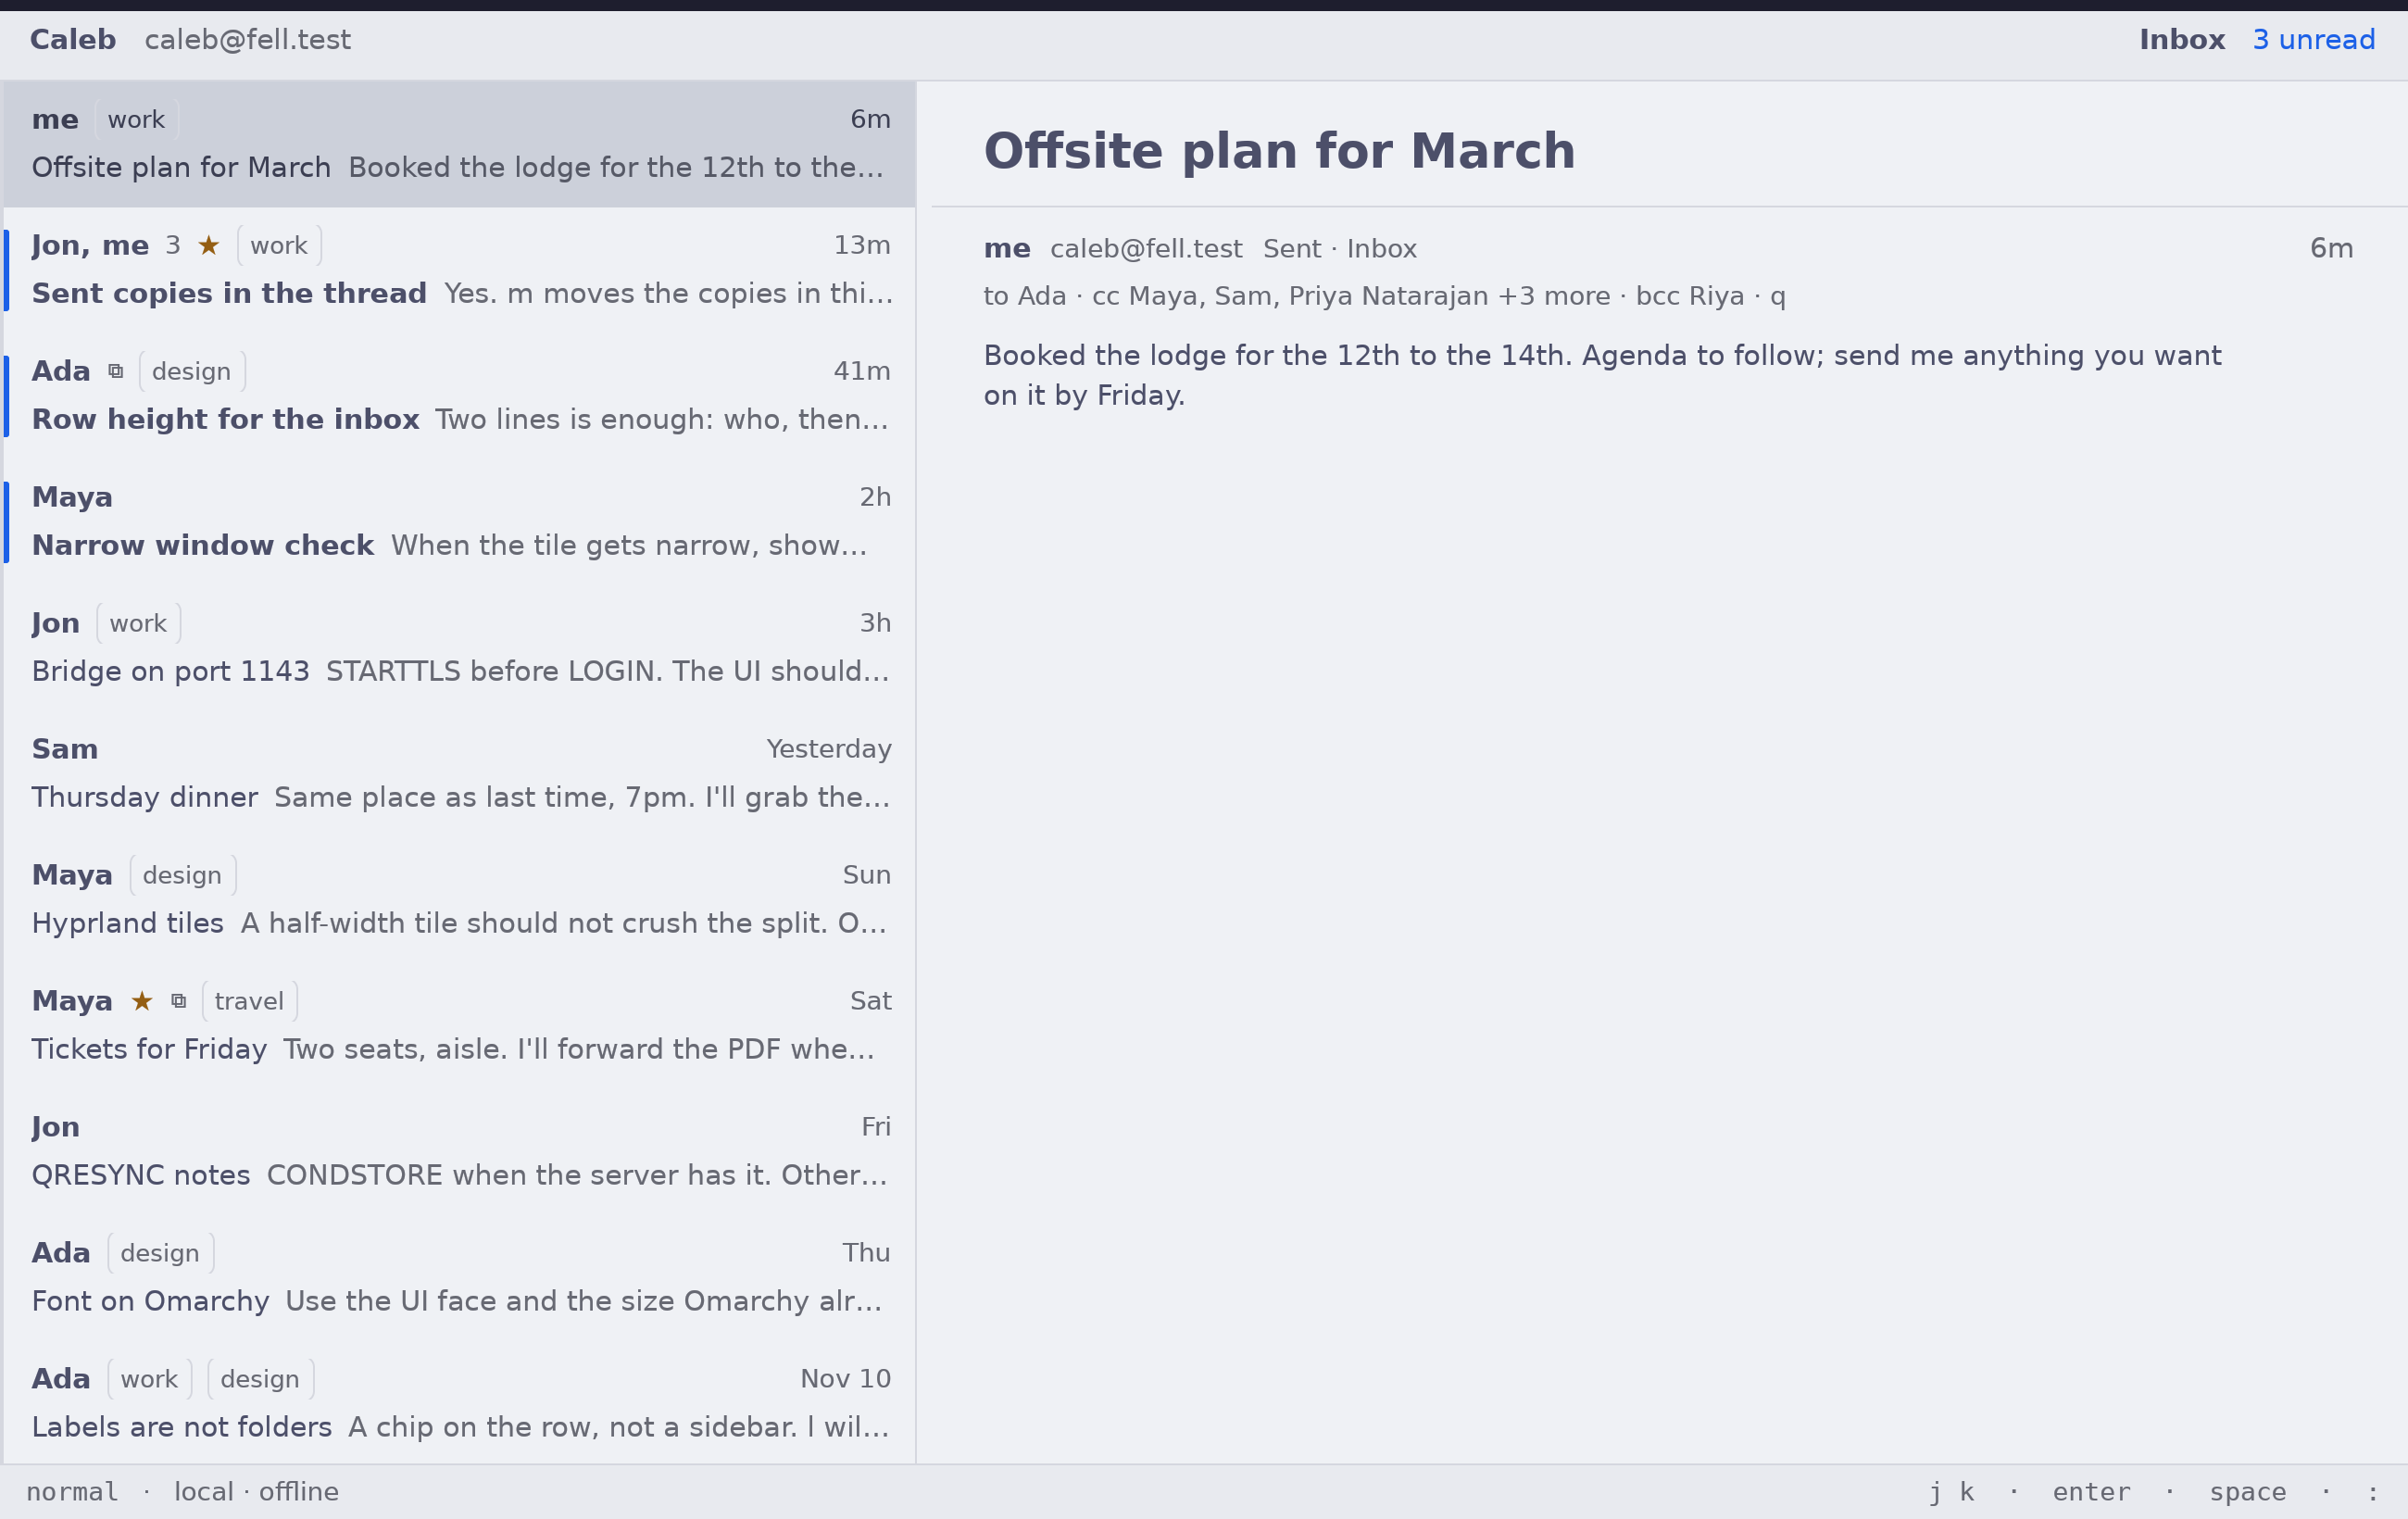 Caleb caleb@fell.test Inbox 3 unread
me work 6m
Offsite plan for March Booked the lodge for the 12th to the…
Jon, me 3 ★ work 13m
Sent copies in the thread Yes. m moves the copies in thi…
Ada ⧉ design 41m
Row height for the inbox Two lines is enough: who, then…
Maya 2h
Narrow window check When the tile gets narrow, show…
Jon work 3h
Bridge on port 1143 STARTTLS before LOGIN. The UI should…
Sam Yesterday
Thursday dinner Same place as last time, 7pm. I'll grab the…
Maya design Sun
Hyprland tiles A half-width tile should not crush the split. O…
Maya ★ ⧉ travel Sat
Tickets for Friday Two seats, aisle. I'll forward the PDF whe…
Jon Fri
QRESYNC notes CONDSTORE when the server has it. Other…
Ada design Thu
Font on Omarchy Use the UI face and the size Omarchy alr…
Ada work design Nov 10
Labels are not folders A chip on the row, not a sidebar. l wil…
Offsite plan for March
me caleb@fell.test Sent · Inbox 6m
to Ada · cc Maya, Sam, Priya Natarajan +3 more · bcc Riya · q
Booked the lodge for the 12th to the 14th. Agenda to follow; send me anything you want
on it by Friday.
normal · local · offline j k · enter · space · :